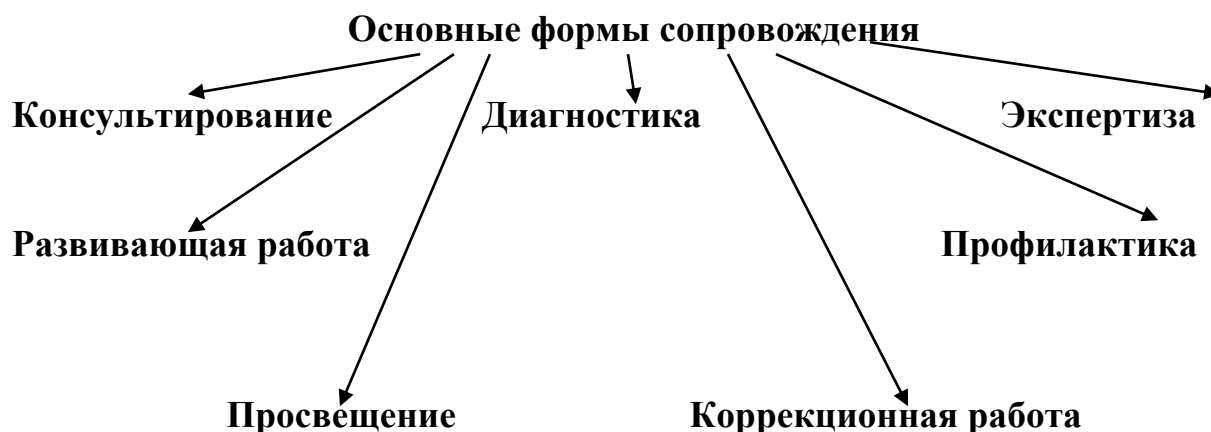 Основные формы сопровождения
Консультирование Диагностика Экспертиза
Развивающая работа Профилактика
Просвещение Коррекционная работа